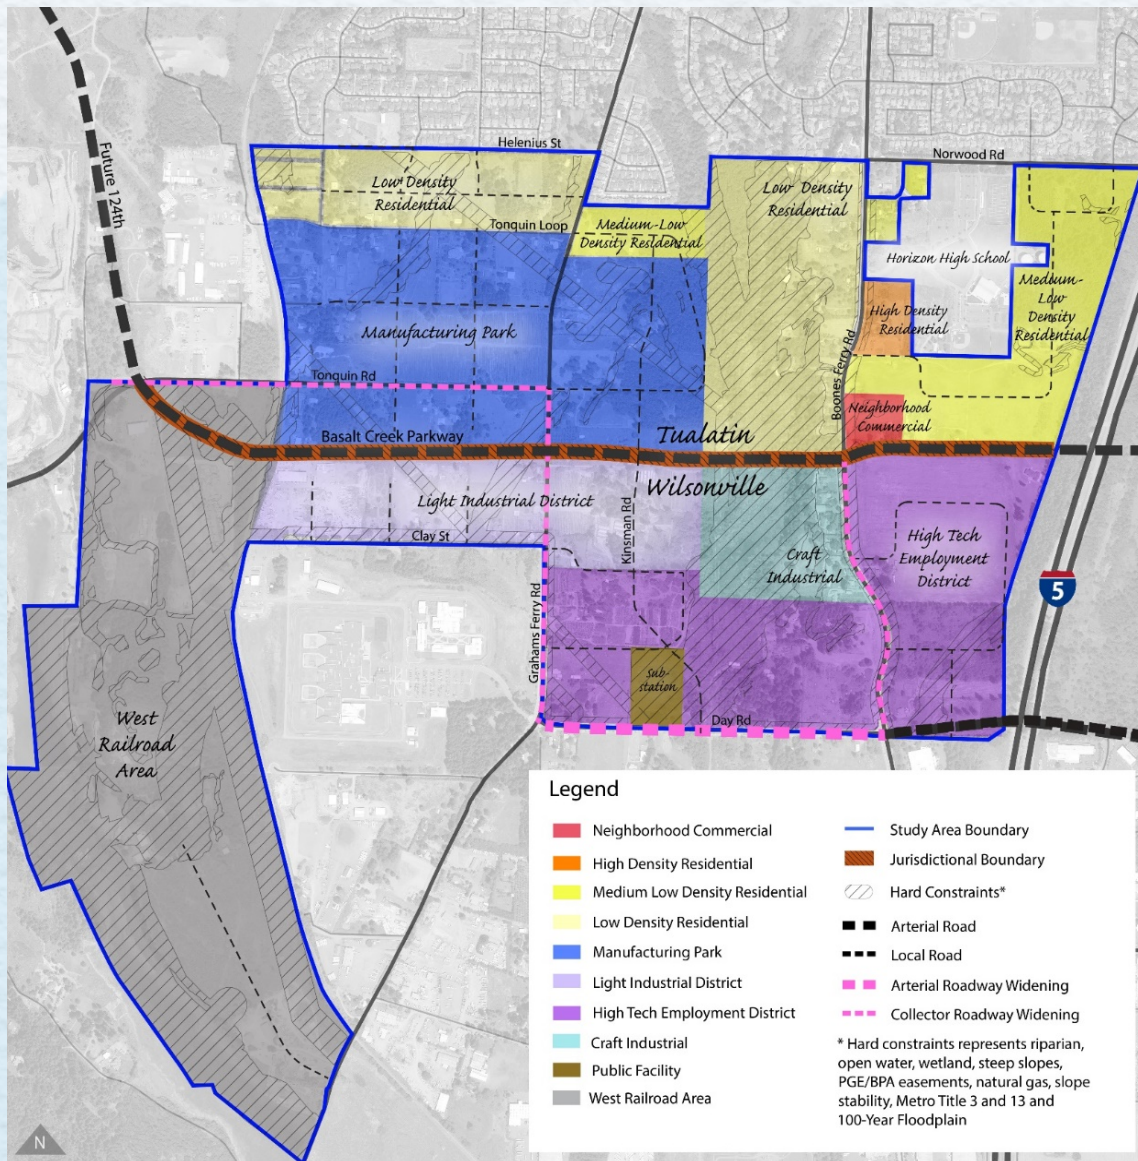 Helenius St
Norwood Rd
Future 124th
Low Density
Residential
Low Density
Residential
Tonquin Loop
Medium-Low
Density Residential
Horizon High School
Medium-
Low
Density
Residential
High Density
Residential
Manufacturing Park
Boones Ferry Rd
Tonquin Rd
Neighborhood
Commercial
Basalt Creek Parkway
Tualatin
Wilsonville
Light Industrial District
Kinsman Rd
Clay St
High Tech
Employment
District
Craft
Industrial
5
Grahams Ferry Rd
Sub-
station
West
Railroad
Area
Day Rd
Legend
Neighborhood Commercial
High Density Residential
Medium Low Density Residential
Low Density Residential
Manufacturing Park
Light Industrial District
High Tech Employment District
Craft Industrial
Public Facility
West Railroad Area
Study Area Boundary
Jurisdictional Boundary
Hard Constraints*
Arterial Road
Local Road
Arterial Roadway Widening
Collector Roadway Widening
* Hard constraints represents riparian,
open water, wetland, steep slopes,
PGE/BPA easements, natural gas, slope
stability, Metro Title 3 and 13 and
100-Year Floodplain
N